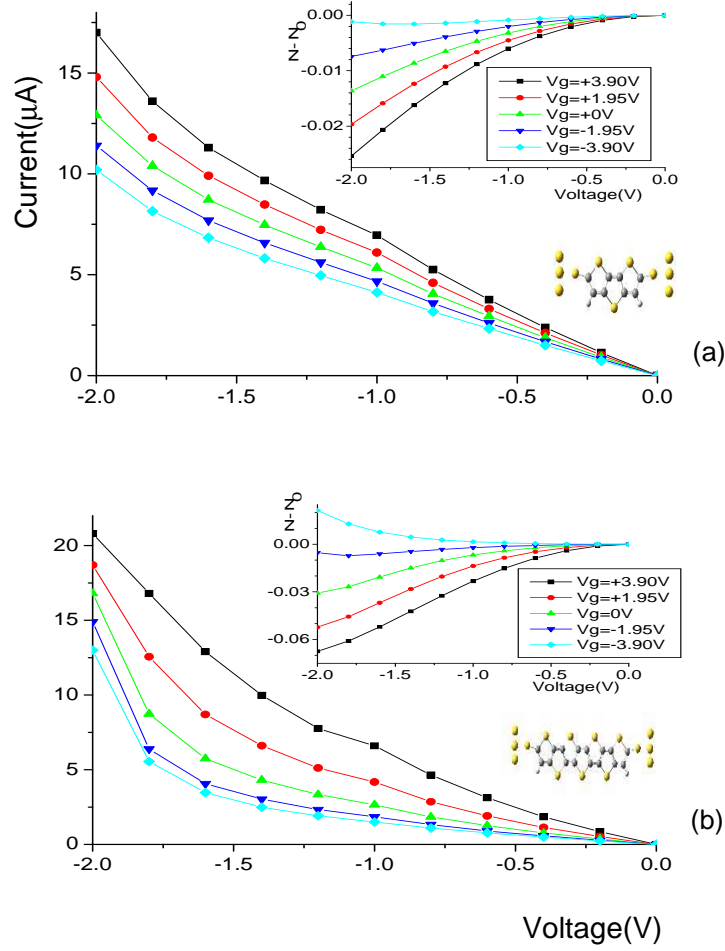 0.00
-0.01
-0.02
N- N0
-2.0 -1.5 -1.0 -0.5 0.0
Voltage(V)
Vg=+3.90V
Vg=+1.95V
Vg=+0V
Vg=-1.95V
Vg=-3.90V
15
10
5
0
Current(µA)
-2.0 -1.5 -1.0 -0.5 0.0
(a)
0.00
-0.03
-0.06
N- N0
-2.0 -1.5 -1.0 -0.5 0.0
Voltage(V)
Vg=+3.90V
Vg=+1.95V
Vg=0V
Vg=-1.95V
Vg=-3.90V
20
15
10
5
0
-2.0 -1.5 -1.0 -0.5 0.0
(b)
Voltage(V)